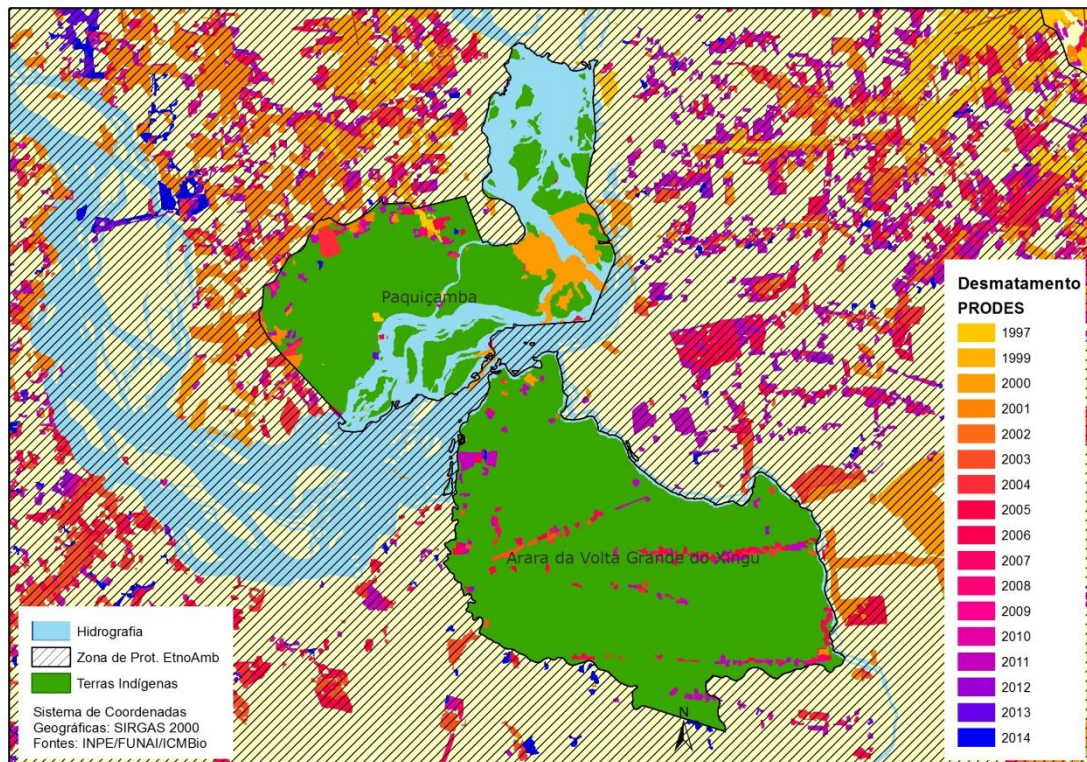 Paquiçamba
Arara da Volta Grande do Xingu
Desmatamento
PRODES
1997
1999
2000
2001
2002
2003
2004
2005
2006
2007
2008
2009
2010
2011
2012
2013
2014
Hidrografia
Zona de Prot. EtnoAmb
Terras Indígenas
Sistema de Coordenadas
Geográficas: SIRGAS 2000
Fontes: INPE/FUNAI/ICMBio
N